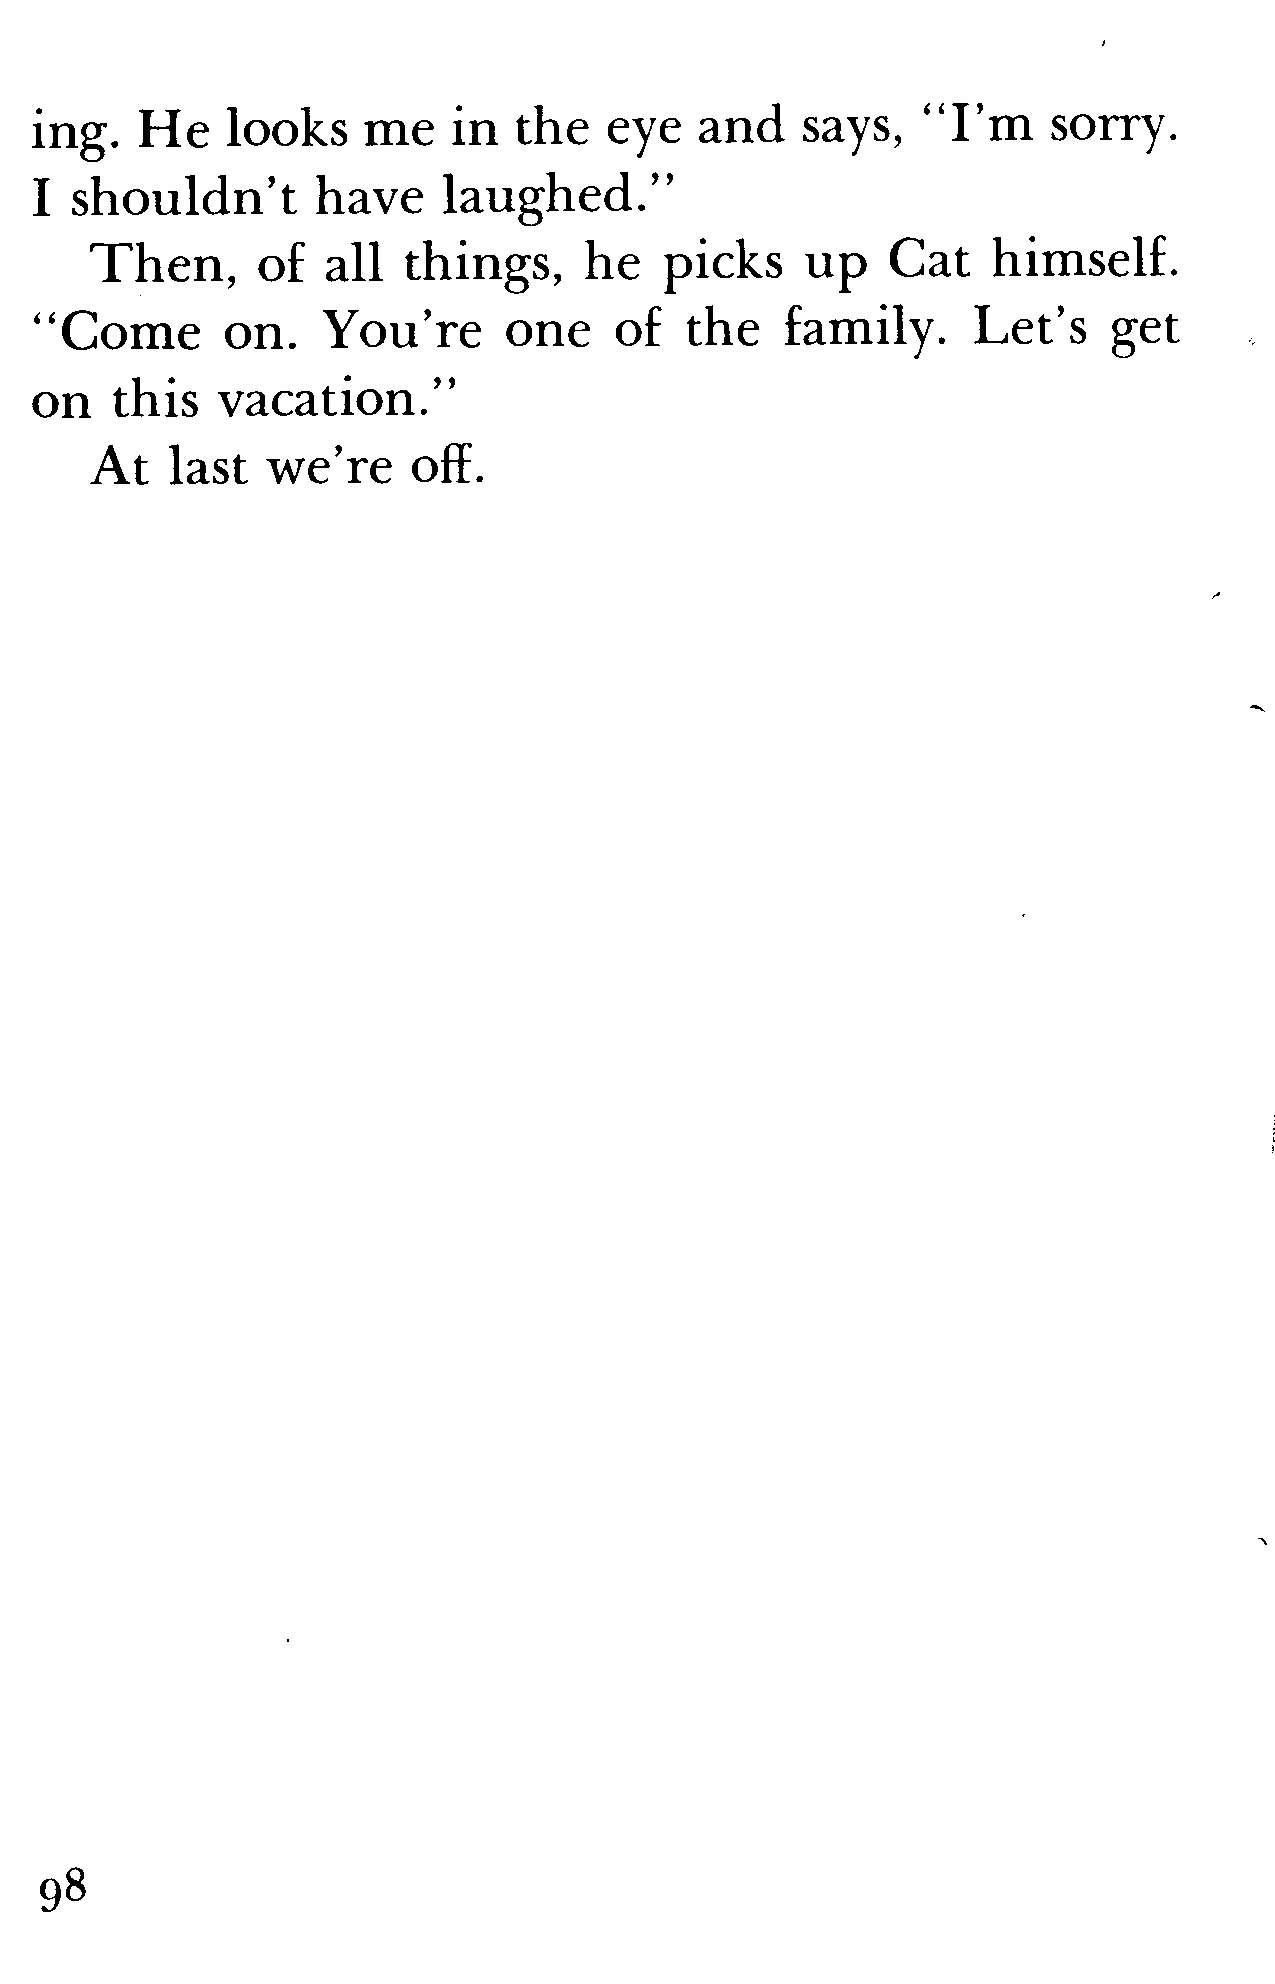 ing. He looks me in the eye and says, “I’m sorry.
I shouldn’t have laughed.”
Then, of all things, he picks up Cat himself.
“Come on. You’re one of the family. Let’s get
on this vacation.”
At last we’re off.
98